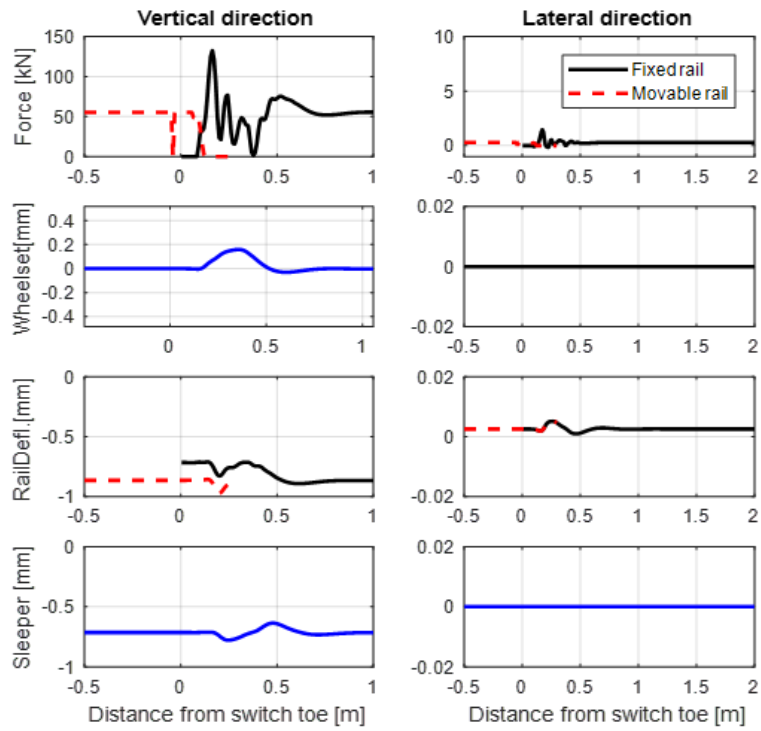 Vertical direction
Lateral direction
Force [kN]
150
100
50
0
-0.5 0 0.5 1
10
5
0
-0.5 0 0.5 1 1.5 2
Fixed rail
Movable rail
Wheelset[mm]
0.4
0.2
0
-0.2
-0.4
0 0.5 1
0.02
0
-0.02
-0.5 0 0.5 1 1.5 2
RailDefl.[mm]
0
-0.5
-1
-0.5 0 0.5 1
0.02
0
-0.02
-0.5 0 0.5 1 1.5 2
Sleeper [mm]
0
-0.5
-1
-0.5 0 0.5 1
Distance from switch toe [m]
0.02
0
-0.02
-0.5 0 0.5 1 1.5 2
Distance from switch toe [m]